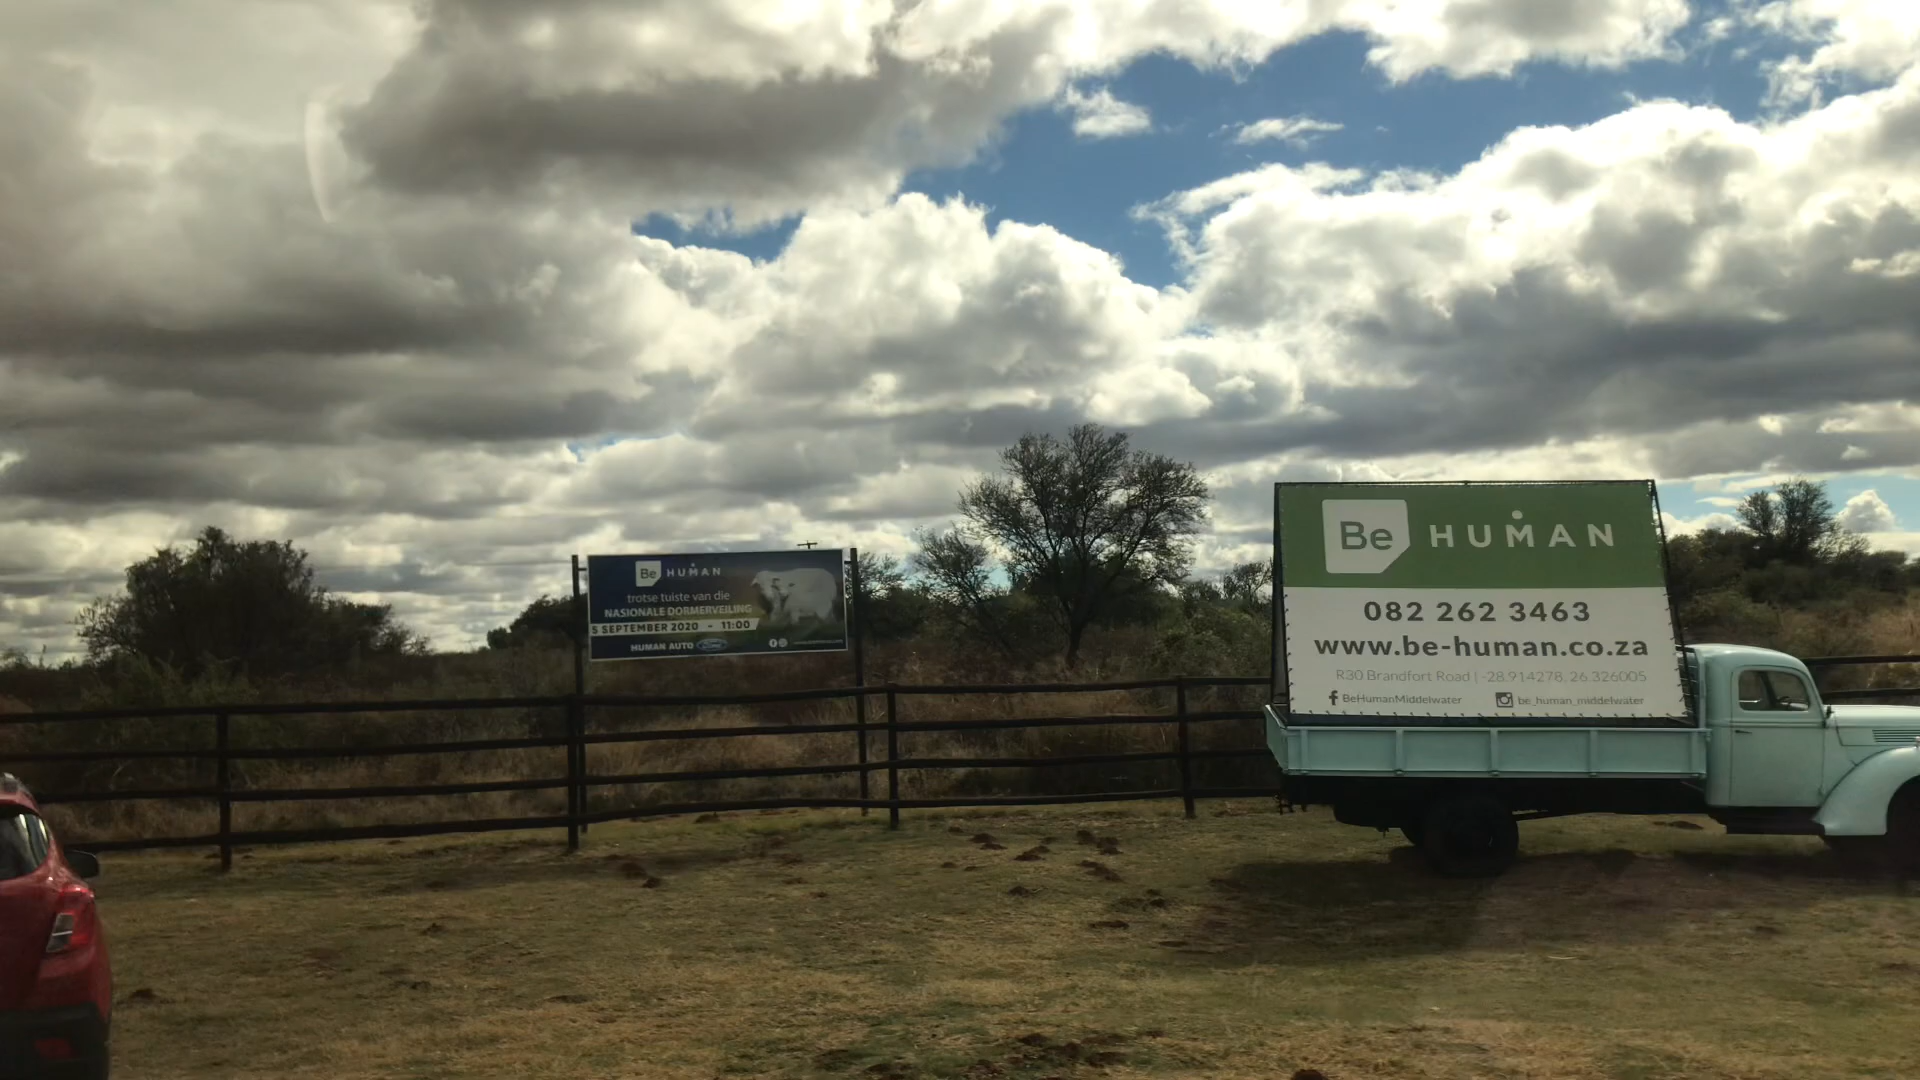 Be HUMAN
trotse tuiste van die
NASIONALE DORMERVEILING
5 SEPTEMBER 2020 - 11:00
HUMAN AUTO Ford
Be HUMAN
082 262 3463
www.be-human.co.za
R30 Brandfort Road | -28.914278, 26.326005
BeHumanMiddelwater be_human_middelwater